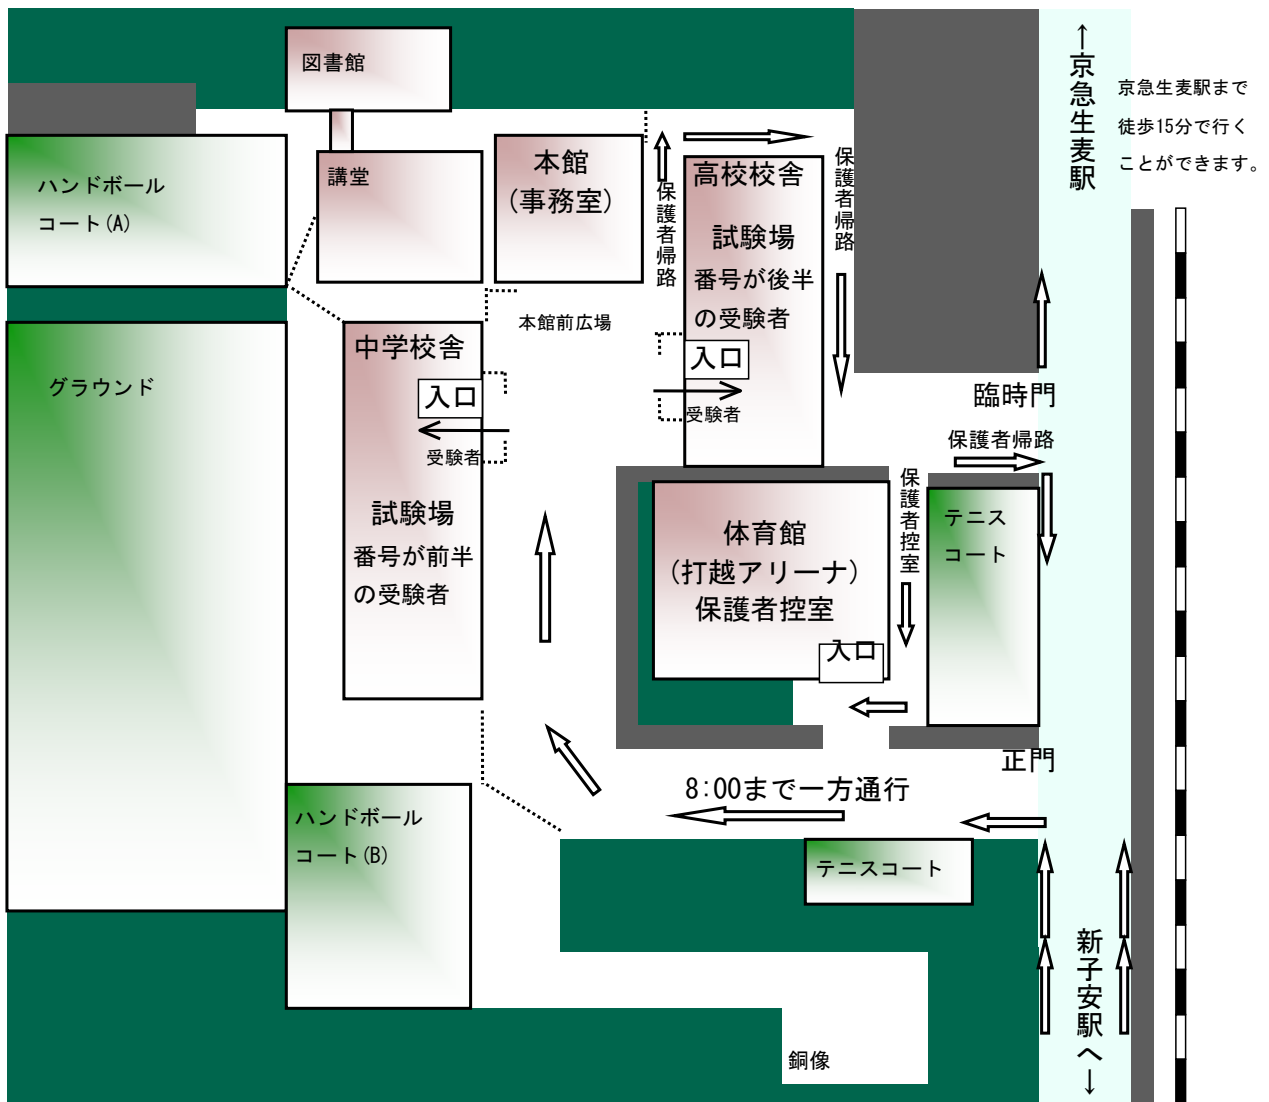 図書館
↑京急生麦駅
京急生麦駅まで
徒歩15分で行く
ことができます。
ハンドボール
コート(A)
講堂
本館
(事務室)
保護者帰路
高校校舎
試験場
番号が後半
の受験者
入口
受験者
保護者帰路
本館前広場
グラウンド
中学校舎
入口
受験者
試験場
番号が前半
の受験者
臨時門
保護者帰路
保護者控室
テニス
コート
体育館
(打越アリーナ)
保護者控室
入口
正門
8:00まで一方通行
ハンドボール
コート(B)
テニスコート
新子安駅へ↓
銅像